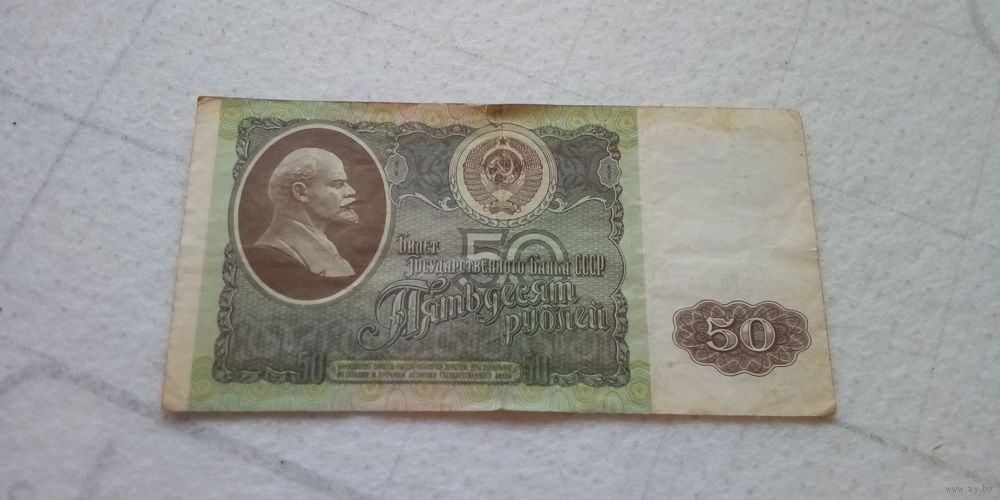 Билет
50
Государственного Банка СССР
Пятьдесят
рублей
50
50
50
www.ay.by